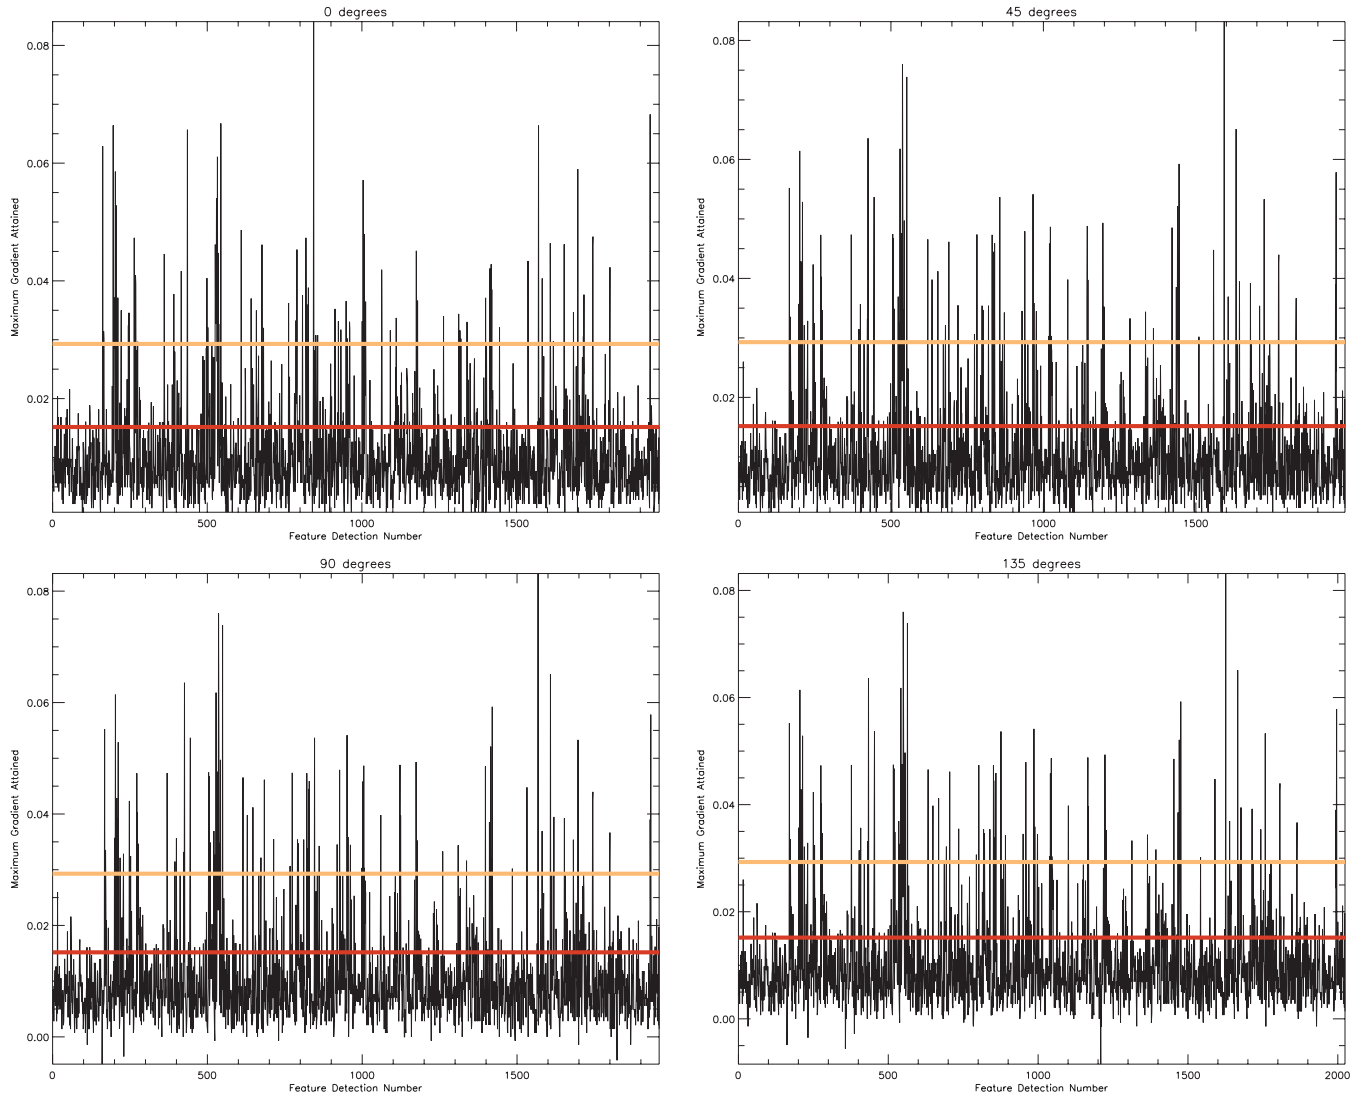 0 degrees
45 degrees
0.08
0.06
0.04
0.02
Maximum Gradient Attained
0 500 1000 1500
Feature Detection Number
0.08
0.06
0.04
0.02
Maximum Gradient Attained
0 500 1000 1500
Feature Detection Number
90 degrees
135 degrees
0.08
0.06
0.04
0.02
0.00
Maximum Gradient Attained
0 500 1000 1500
Feature Detection Number
0.08
0.06
0.04
0.02
0.00
Maximum Gradient Attained
0 500 1000 1500 2000
Feature Detection Number